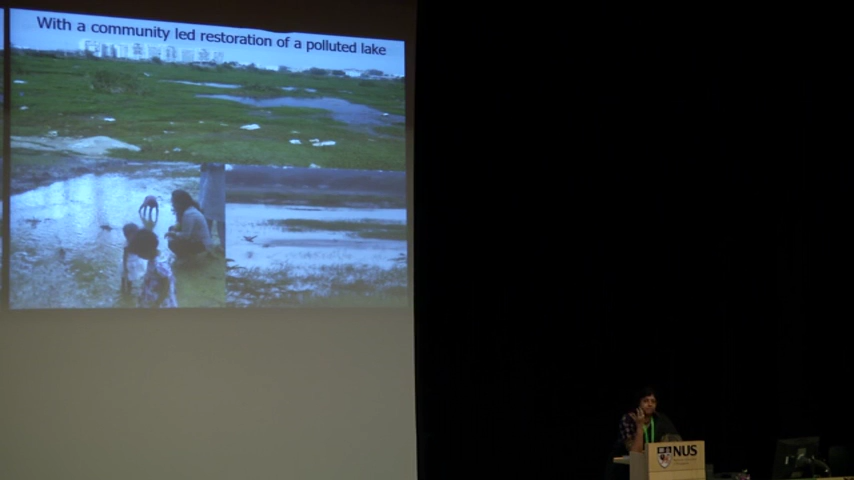 With a community led restoration of a polluted lake
NUS